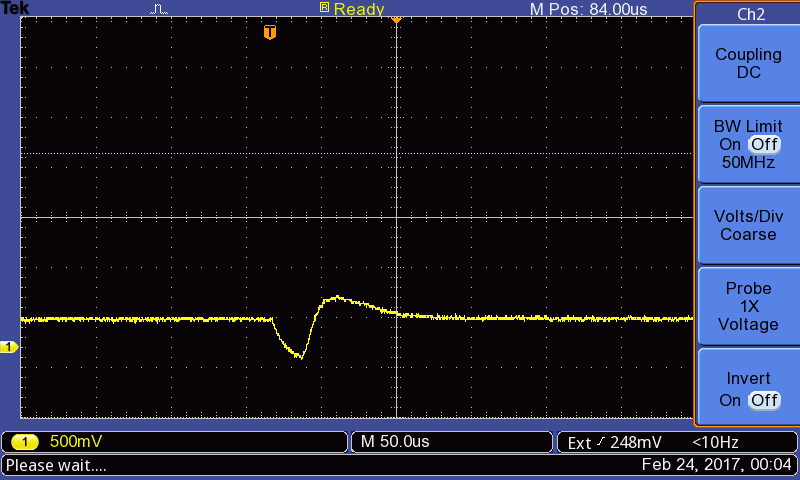 Tek
R Ready
M Pos: 84.00us
T
Ch2
Coupling
DC
BW Limit
On Off
50MHz
Volts/Div
Coarse
Probe
1X
Voltage
Invert
On Off
1
1 500mV
M 50.0us
Ext 248mV <10Hz
Please wait....
Feb 24, 2017, 00:04